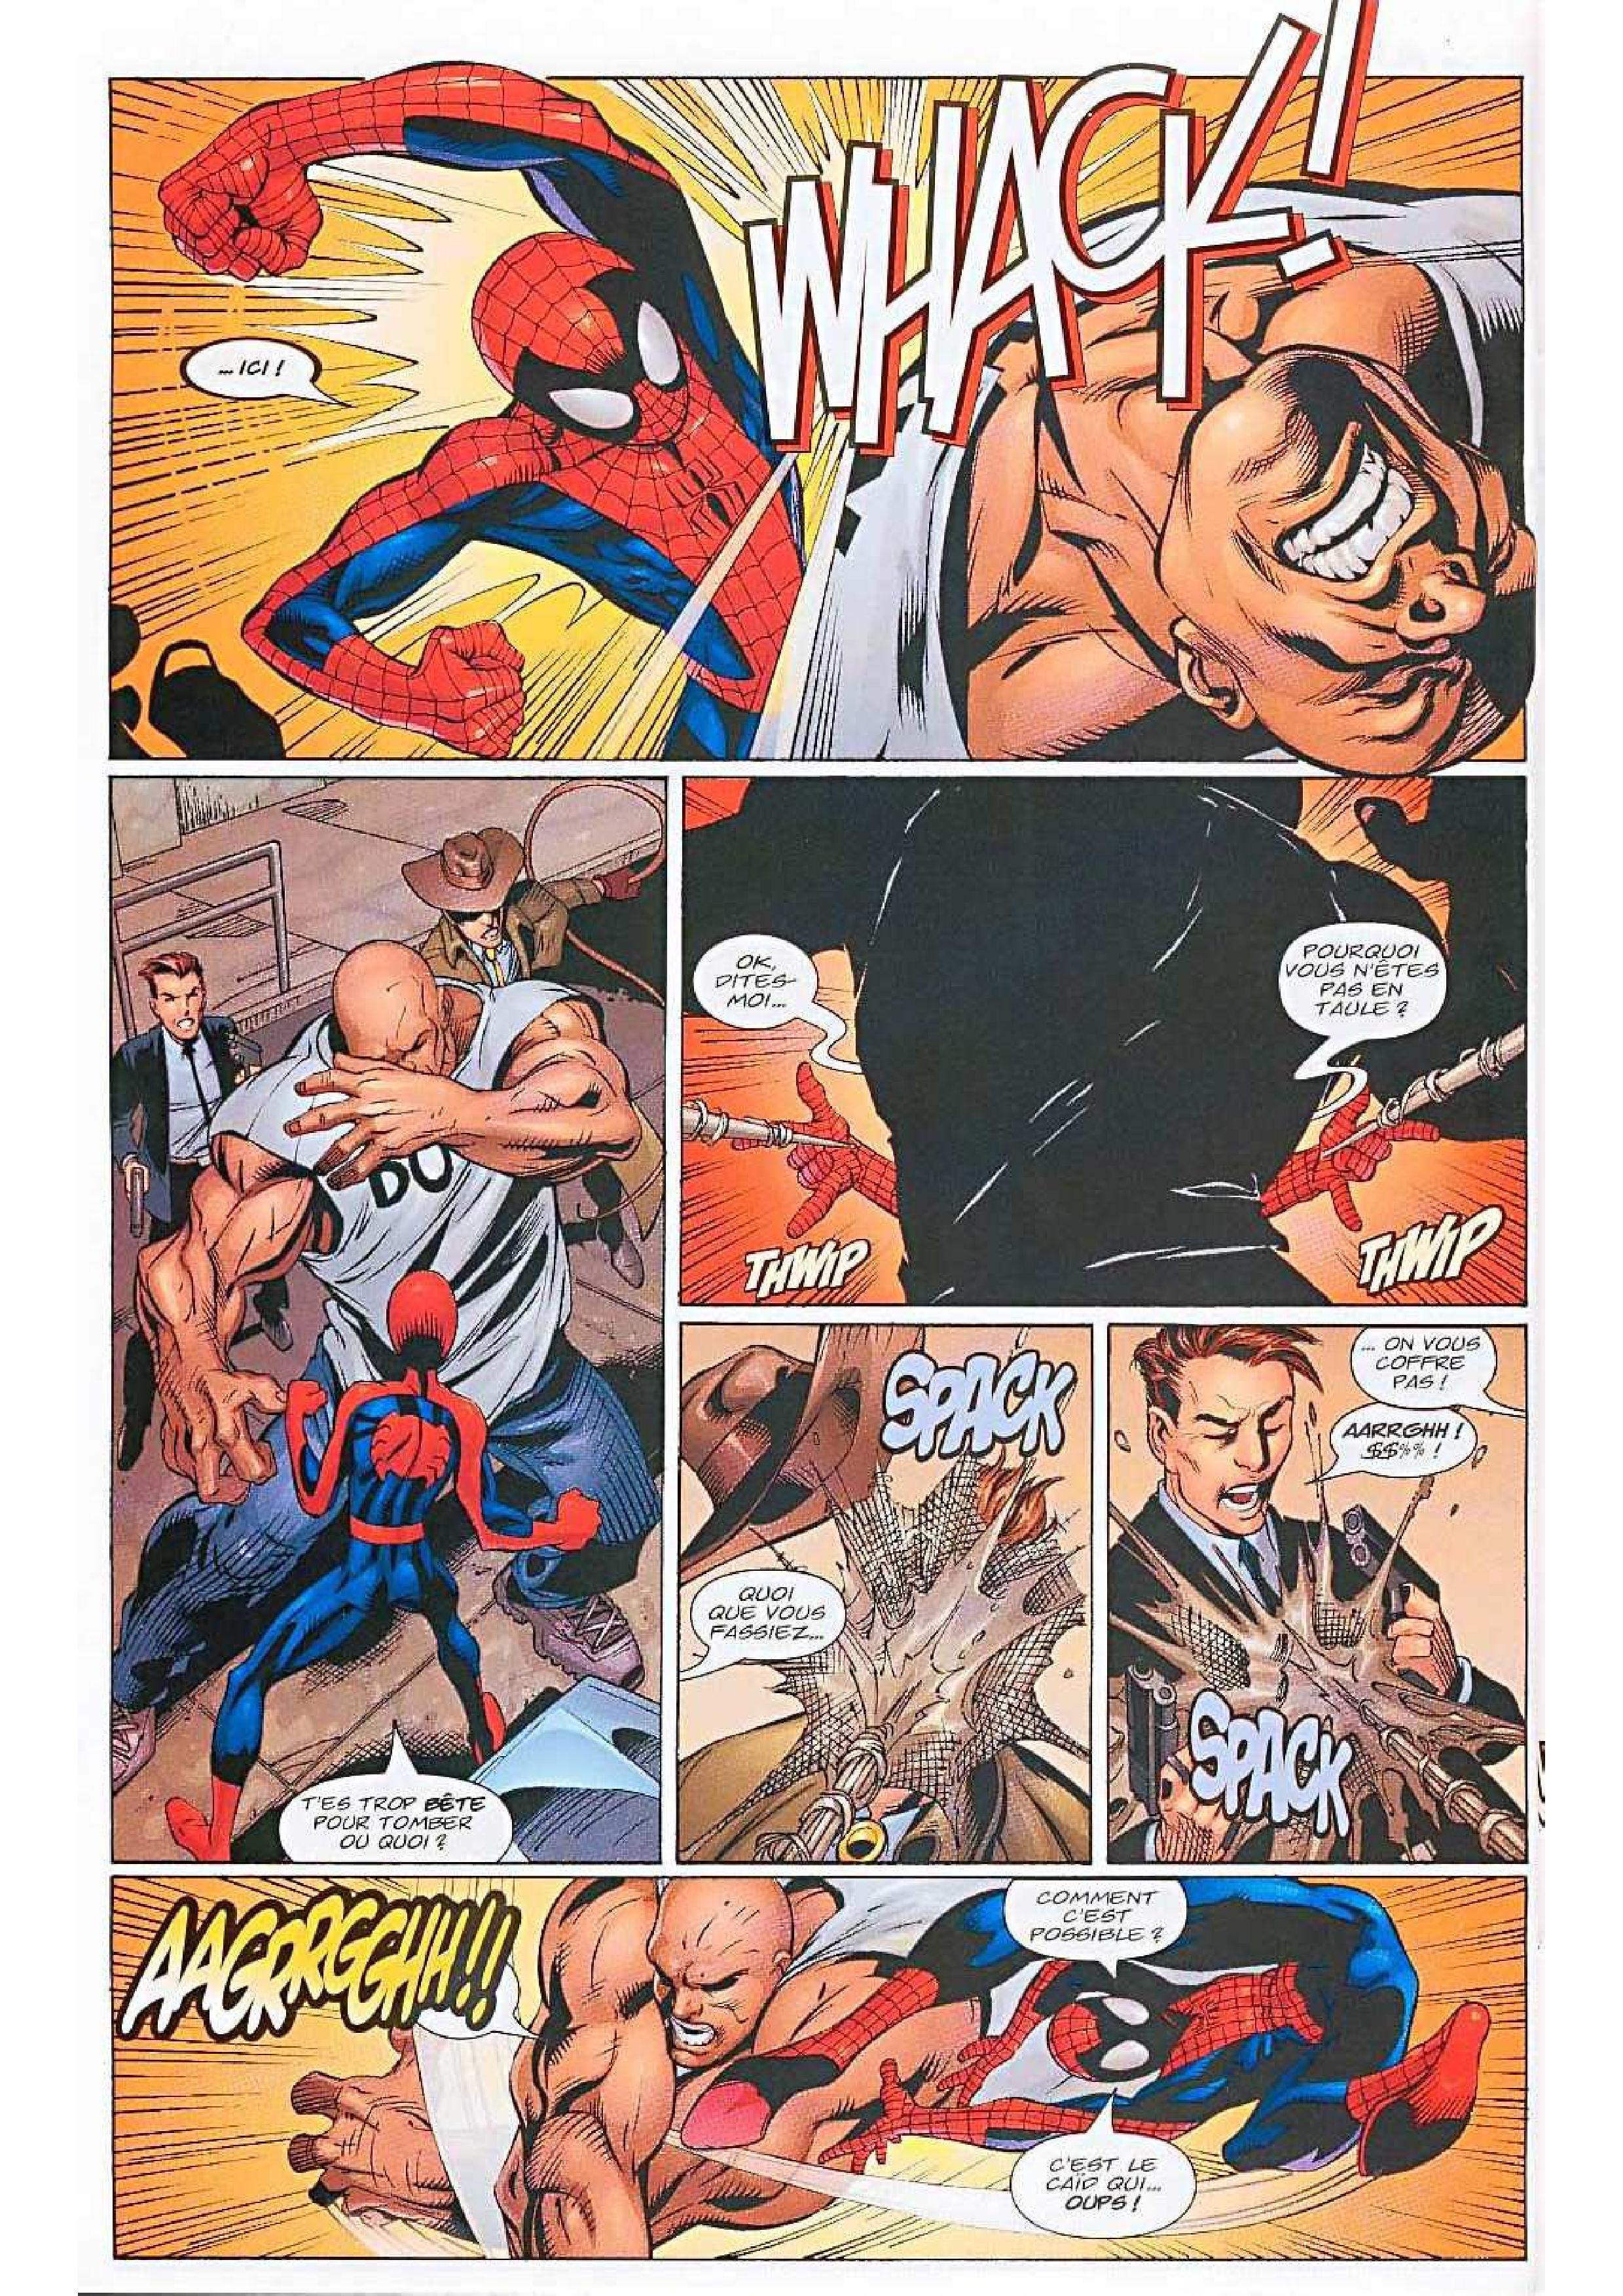 WHACK!
... ICI !
DU
T'ES TROP BÊTE
POUR TOMBER
OU QUOI ?
OK,
DITES-
MOI...
POURQUOI
VOUS N'ÊTES
PAS EN
TAULE ?
THWIP
THWIP
SPACK
QUOI
QUE VOUS
FASSIEZ...
... ON VOUS
COFFRE
PAS !
AARRGHH !
$$%% !
SPACK
AAGRRGGHH!!
COMMENT
C'EST
POSSIBLE ?
C'EST LE
CAÏD QUI...
OUPS !